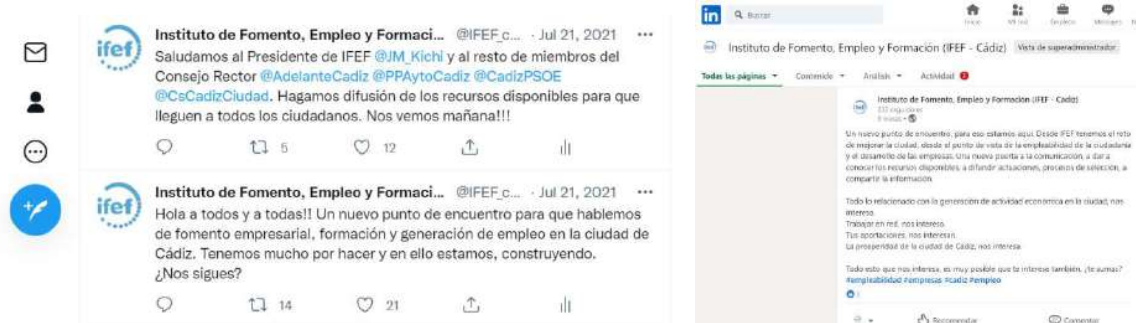 ifef
Instituto de Fomento, Empleo y Formaci... @IFEF_c... · Jul 21, 2021
Saludamos al Presidente de IFEF @JM_Kichi y al resto de miembros del
Consejo Rector @AdelanteCadiz @PPAytoCadiz @CadizPSOE
@CsCadizCiudad. Hagamos difusión de los recursos disponibles para que
lleguen a todos los ciudadanos. Nos vemos mañana!!!
5 12
ifef
Instituto de Fomento, Empleo y Formaci... @IFEF_c... · Jul 21, 2021
Hola a todos y a todas!! Un nuevo punto de encuentro para que hablemos
de fomento empresarial, formación y generación de empleo en la ciudad de
Cádiz. Tenemos mucho por hacer y en ello estamos, construyendo.
¿Nos sigues?
14 21
in Buscar
Inicio Mi red Empleos Mensajes
Instituto de Fomento, Empleo y Formación (IFEF - Cádiz) Vista de superadministrador
Todas las páginas Contenido Análisis Actividad
Instituto de Fomento, Empleo y Formación (IFEF - Cádiz)
Un nuevo punto de encuentro, para eso estamos aquí. Desde IFEF tenemos el reto
de mejorar la ciudad, desde el punto de vista de la empleabilidad de la ciudadanía
y el desarrollo de las empresas. Una nueva puerta a la comunicación, a dar a
conocer los recursos disponibles, a difundir actuaciones, procesos de selección, a
compartir la información.
Todo lo relacionado con la generación de actividad económica en la ciudad, nos
interesa.
Trabajar en red, nos interesa.
Tus aportaciones, nos interesan.
La prosperidad de la ciudad de Cádiz, nos interesa.
Todo esto que nos interesa, es muy posible que te interese también, ¿te sumas?
#empleabilidad #empresas #cadiz #empleo
Recomendar Comentar